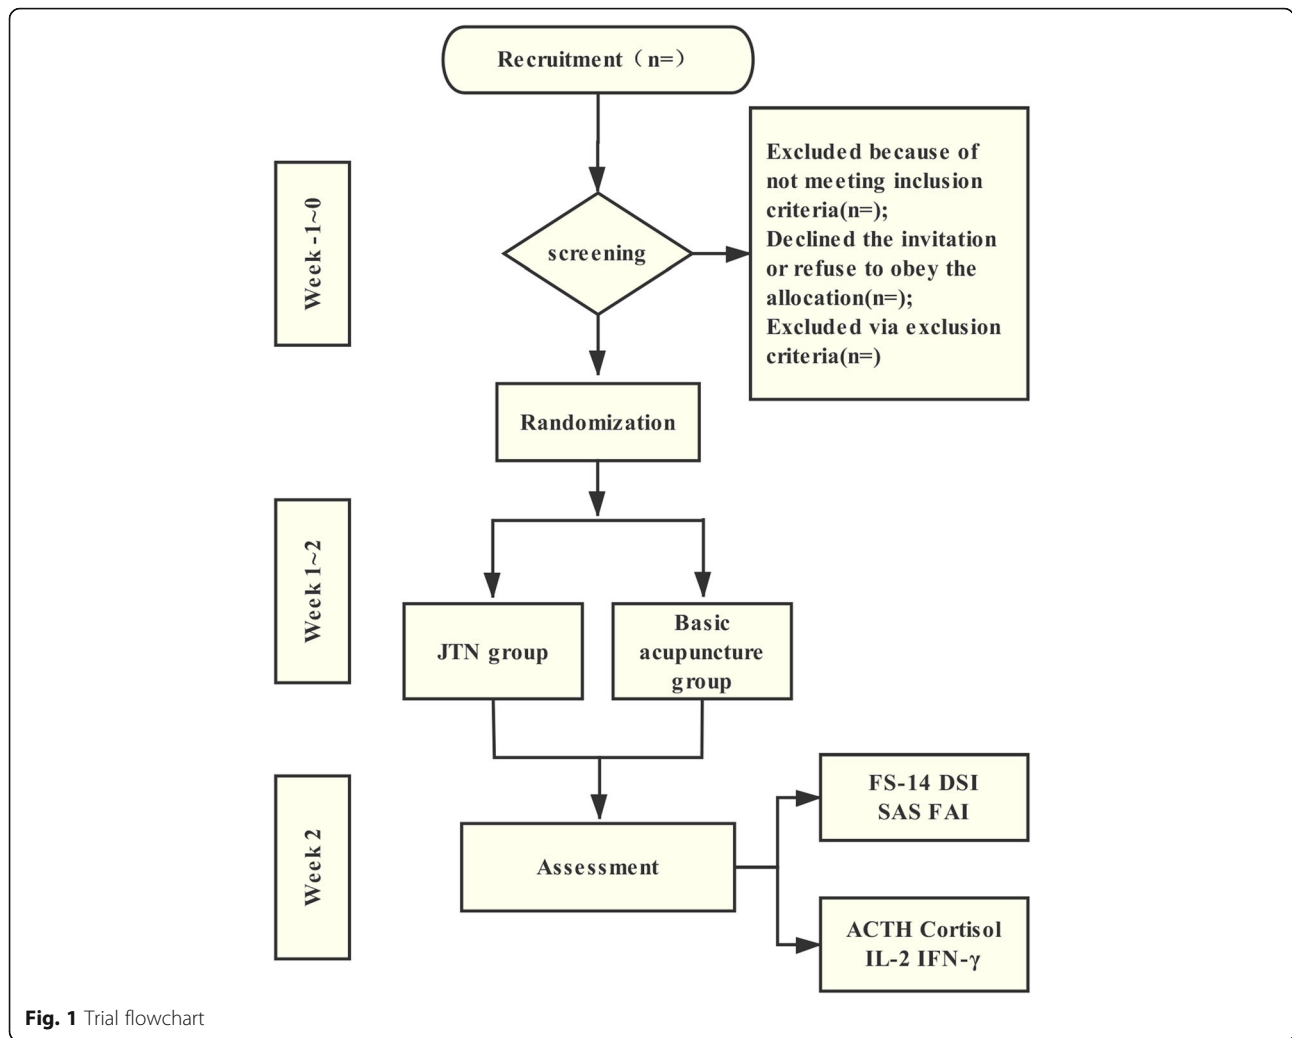 Recruitment（n=）
Week -1~0
screening
Excluded because of
not meeting inclusion
criteria(n=);
Declined the invitation
or refuse to obey the
allocation(n=);
Excluded via exclusion
criteria(n=)
Randomization
Week 1~2
JTN group
Basic
acupuncture
group
Week 2
Assessment
FS-14 DSI
SAS FAI
ACTH Cortisol
IL-2 IFN-γ
Fig. 1 Trial flowchart